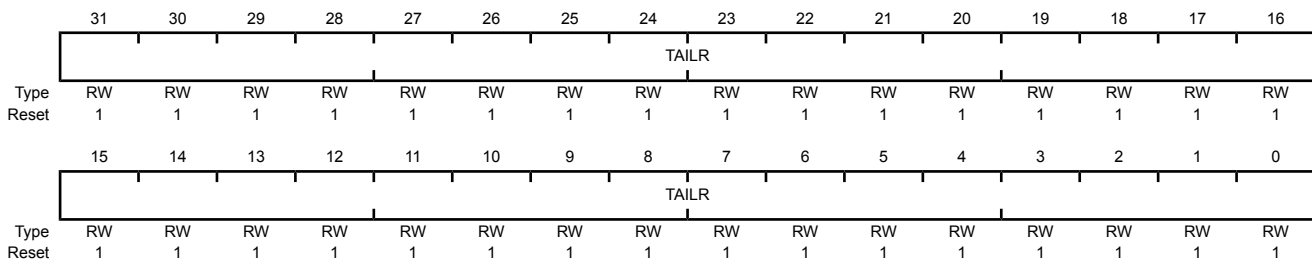 31 30 29 28 27 26 25 24 23 22 21 20 19 18 17 16
TAILR
Type RW RW RW RW RW RW RW RW RW RW RW RW RW RW RW RW
Reset 1 1 1 1 1 1 1 1 1 1 1 1 1 1 1 1
15 14 13 12 11 10 9 8 7 6 5 4 3 2 1 0
TAILR
Type RW RW RW RW RW RW RW RW RW RW RW RW RW RW RW RW
Reset 1 1 1 1 1 1 1 1 1 1 1 1 1 1 1 1